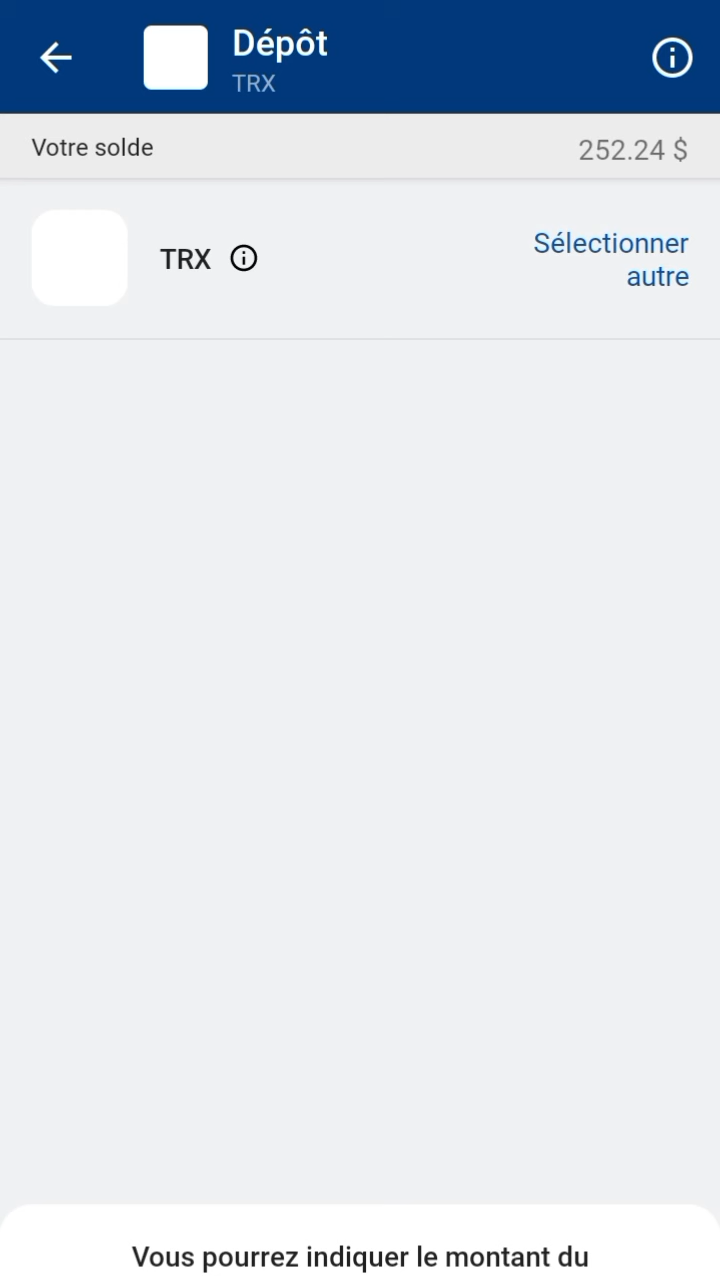 Dépôt
TRX
Votre solde
252.24 $
TRX
Sélectionner
autre
Vous pourrez indiquer le montant du